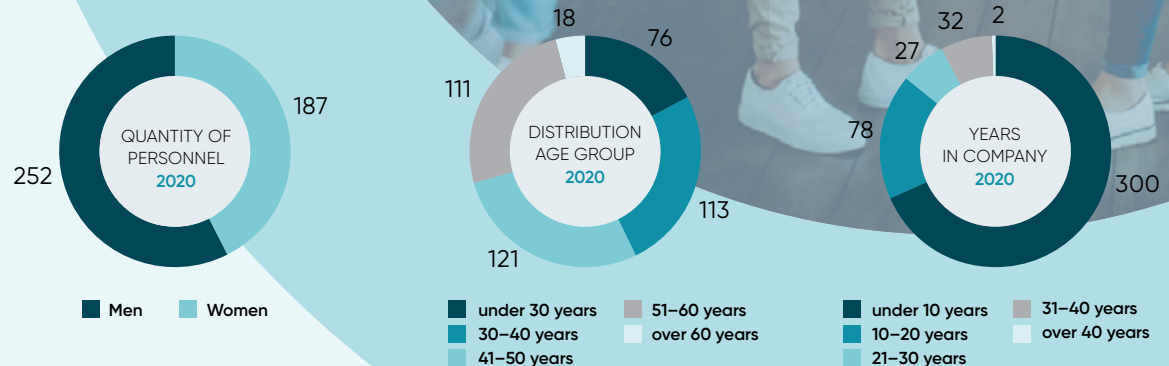 252
187
QUANTITY OF
PERSONNEL
2020
Men
Women
18
76
111
113
121
DISTRIBUTION
AGE GROUP
2020
under 30 years
30–40 years
41–50 years
51–60 years
over 60 years
32
2
27
78
300
YEARS
IN COMPANY
2020
under 10 years
10–20 years
21–30 years
31–40 years
over 40 years